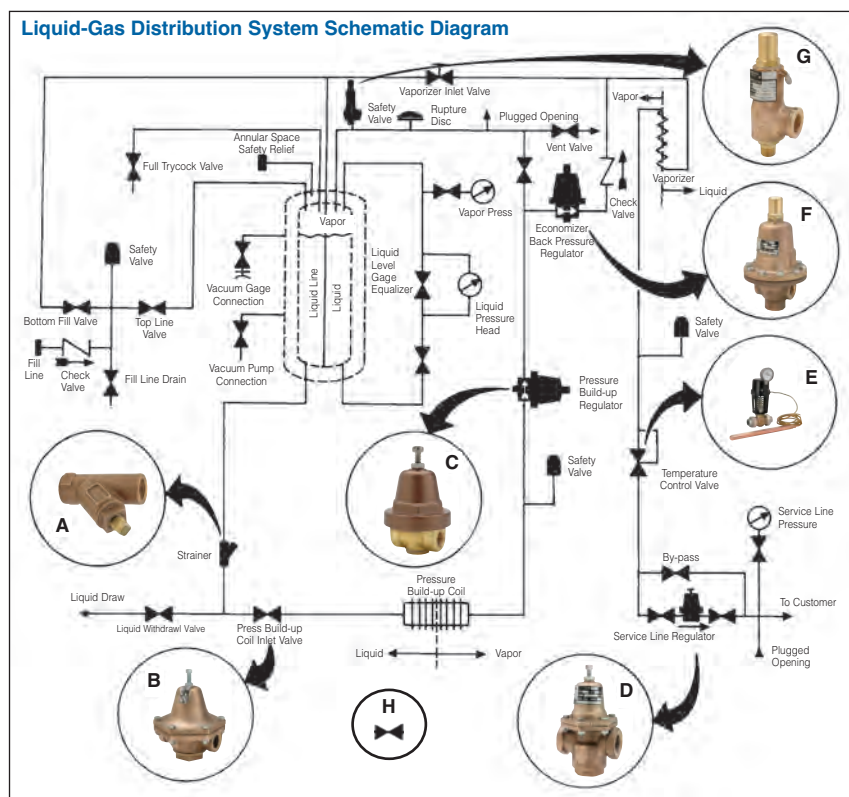 Liquid-Gas Distribution System Schematic Diagram
G
Vaporizer Inlet Valve
Safety
Valve
Rupture
Disc
Plugged Opening
Vent Valve
Vapor
Annular Space
Safety Relief
Full Trycock Valve
Vaporizer
Liquid
Vapor
Vapor Press
Check
Valve
Economizer
Back Pressure
Regulator
F
Safety
Valve
Liquid
Level
Gage
Equalizer
Liquid Line
Liquid
Vacuum Gage
Connection
Liquid
Pressure
Head
Bottom Fill Valve
Top Line
Valve
Safety
Valve
Fill
Line
Check
Valve
Fill Line Drain
Vacuum Pump
Connection
Pressure
Build-up
Regulator
E
C
A
Safety
Valve
Temperature
Control Valve
Service Line
Pressure
Strainer
By-pass
Pressure
Build-up Coil
Liquid Draw
To Customer
Liquid Withdrawl Valve
Press Build-up
Coil Inlet Valve
Service Line Regulator
Liquid
Vapor
Plugged
Opening
B
H
D